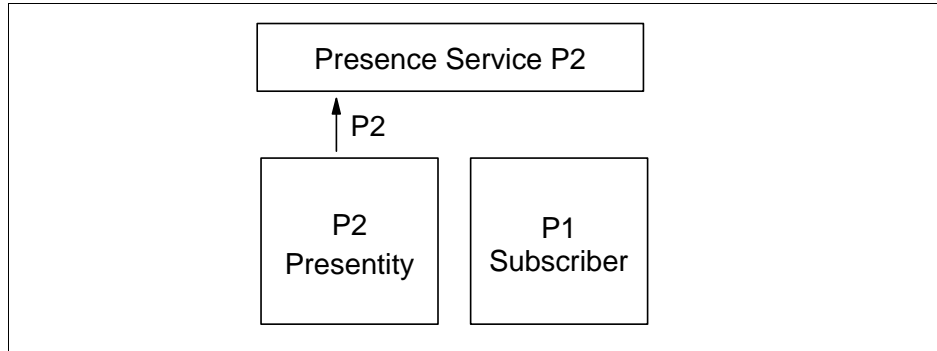 Presence Service P2
P2
P2
Presentity
P1
Subscriber